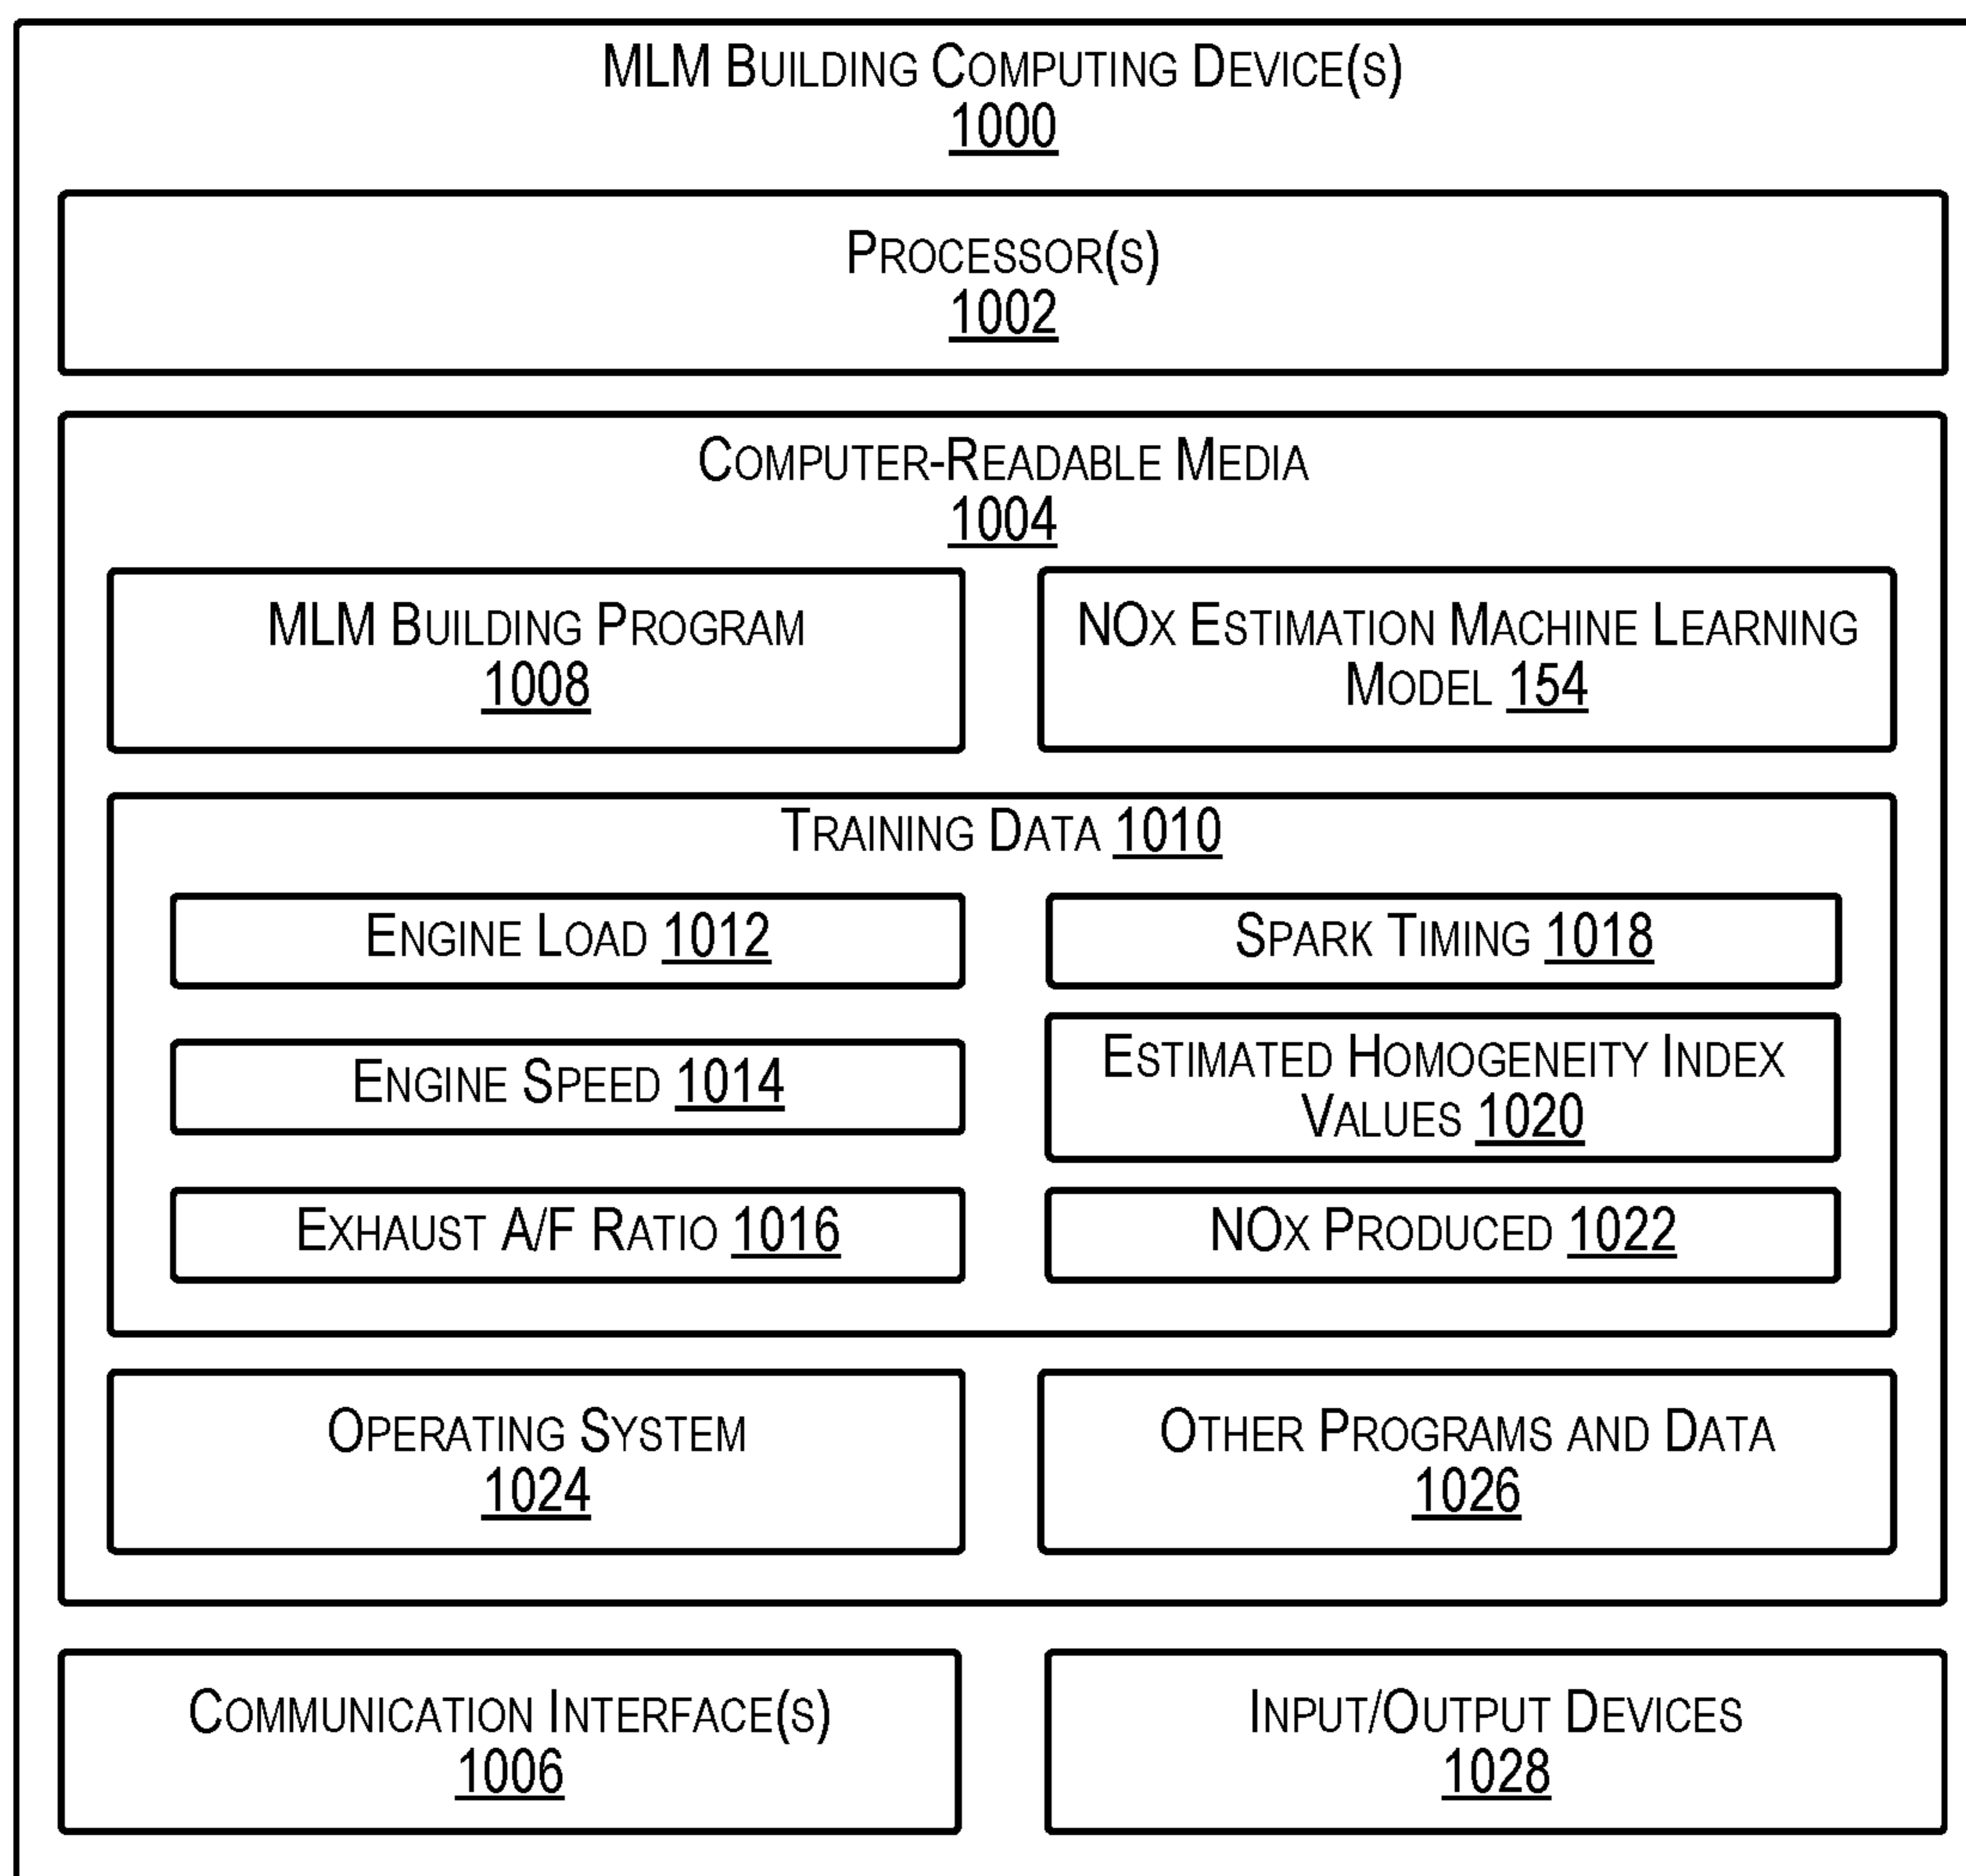 MLM BUILDING COMPUTING DEVICE(S)
1000
PROCESSOR(S)
1002
COMPUTER-READABLE MEDIA
1004
MLM BUILDING PROGRAM
1008
NOX ESTIMATION MACHINE LEARNING
MODEL 154
TRAINING DATA 1010
ENGINE LOAD 1012
SPARK TIMING 1018
ENGINE SPEED 1014
ESTIMATED HOMOGENEITY INDEX
VALUES 1020
EXHAUST A/F RATIO 1016
NOX PRODUCED 1022
OPERATING SYSTEM
1024
OTHER PROGRAMS AND DATA
1026
COMMUNICATION INTERFACE(S)
1006
INPUT/OUTPUT DEVICES
1028